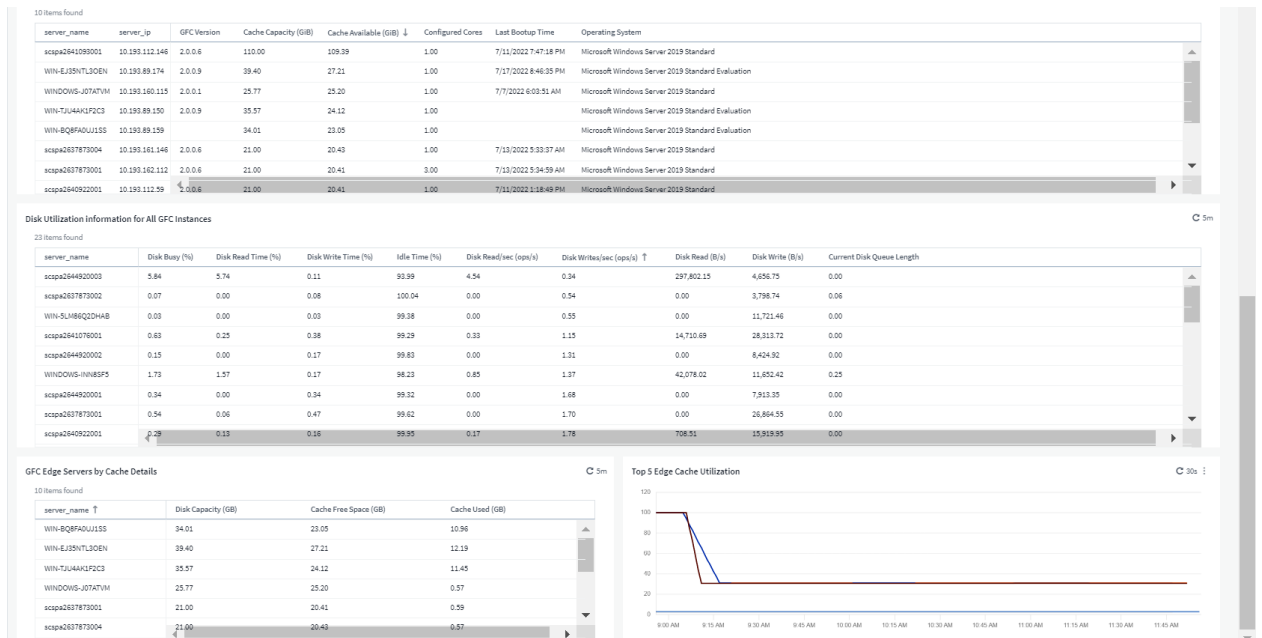 10 items found
server_name server_ip GFC Version Cache Capacity (GiB) Cache Available (GiB) ↓ Configured Cores Last Bootup Time Operating System
scspa2641093001 10.193.112.146 2.0.0.6 110.00 109.39 1.00 7/11/2022 7:47:18 PM Microsoft Windows Server 2019 Standard
WIN-EJ35NTL3OEN 10.193.89.174 2.0.0.9 39.40 27.21 1.00 7/17/2022 8:46:35 PM Microsoft Windows Server 2019 Standard Evaluation
WINDOWS-J07ATVM 10.193.160.115 2.0.0.1 25.77 25.20 1.00 7/7/2022 6:03:51 AM Microsoft Windows Server 2019 Standard
WIN-TJU4AK1F2C3 10.193.89.150 2.0.0.9 35.57 24.12 1.00 Microsoft Windows Server 2019 Standard Evaluation
WIN-BQ8FA0UJ1SS 10.193.89.159 34.01 23.05 1.00 Microsoft Windows Server 2019 Standard Evaluation
scspa2637873004 10.193.161.146 2.0.0.6 21.00 20.43 1.00 7/13/2022 5:33:37 AM Microsoft Windows Server 2019 Standard
scspa2637873001 10.193.162.112 2.0.0.6 21.00 20.41 3.00 7/13/2022 5:34:59 AM Microsoft Windows Server 2019 Standard
scspa2640922001 10.193.112.59 2.0.0.6 21.00 20.41 1.00 7/11/2022 1:18:49 PM Microsoft Windows Server 2019 Standard
Disk Utilization information for All GFC Instances 5m
23 items found
server_name Disk Busy (%) Disk Read Time (%) Disk Write Time (%) Idle Time (%) Disk Read/sec (ops/s) Disk Writes/sec (ops/s) ↑ Disk Read (B/s) Disk Write (B/s) Current Disk Queue Length
scspa2644920003 5.84 5.74 0.11 93.99 4.54 0.34 297,802.15 4,656.75 0.00
scspa2637873002 0.07 0.00 0.08 100.04 0.00 0.54 0.00 3,798.74 0.06
WIN-5LM86Q2DHAB 0.03 0.00 0.03 99.38 0.00 0.55 0.00 11,721.46 0.00
scspa2641076001 0.63 0.25 0.38 99.29 0.33 1.15 14,710.69 28,313.72 0.00
scspa2644920002 0.15 0.00 0.17 99.83 0.00 1.31 0.00 8,424.92 0.00
WINDOWS-INN8SF5 1.73 1.57 0.17 98.23 0.85 1.37 42,078.02 11,652.42 0.25
scspa2644920001 0.34 0.00 0.34 99.32 0.00 1.68 0.00 7,913.35 0.00
scspa2637873001 0.54 0.06 0.47 99.62 0.00 1.70 0.00 26,864.55 0.00
scspa2640922001 0.29 0.13 0.16 99.95 0.17 1.78 708.51 15,919.95 0.00
GFC Edge Servers by Cache Details 5m
10 items found
server_name ↑ Disk Capacity (GB) Cache Free Space (GB) Cache Used (GB)
WIN-BQ8FA0UJ1SS 34.01 23.05 10.96
WIN-EJ35NTL3OEN 39.40 27.21 12.19
WIN-TJU4AK1F2C3 35.57 24.12 11.45
WINDOWS-J07ATVM 25.77 25.20 0.57
scspa2637873001 21.00 20.41 0.59
scspa2637873004 21.00 20.43 0.57
Top 5 Edge Cache Utilization 30s
120
100
80
60
40
20
0
9:00 AM 9:15 AM 9:30 AM 9:45 AM 10:00 AM 10:15 AM 10:30 AM 10:45 AM 11:00 AM 11:15 AM 11:30 AM 11:45 AM